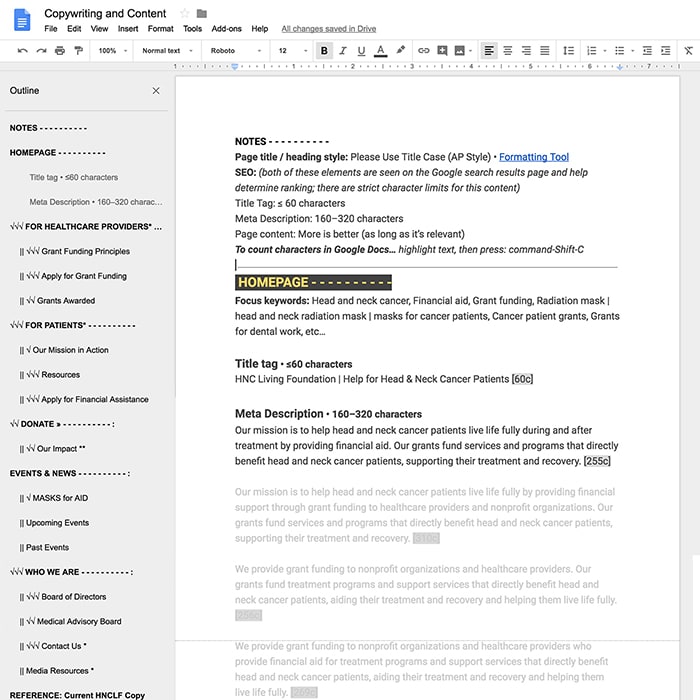 Copywriting and Content
File Edit View Insert Format Tools Add-ons Help All changes saved in Drive
100% Normal text Roboto 12 B I U A
1 1 2 3 4 5 6 7
Outline
NOTES - - - - - - - - - -
HOMEPAGE - - - - - - - - - -
Title tag • ≤60 characters
Meta Description • 160–320 charac...
√√√ FOR HEALTHCARE PROVIDERS* ...
|| √√√ Grant Funding Principles
|| √√√ Apply for Grant Funding
|| √√ Grants Awarded
√√√ FOR PATIENTS* - - - - - - - - - -
|| √ Our Mission in Action
|| √√√ Resources
|| √√√ Apply for Financial Assistance
√√ DONATE » - - - - - - - - - - :
|| √√ Our Impact **
EVENTS & NEWS - - - - - - - - - - :
|| √ MASKS for AID
|| Upcoming Events
|| Past Events
√√√ WHO WE ARE - - - - - - - - - - :
|| √√√ Board of Directors
|| √√ Medical Advisory Board
|| √√√ Contact Us *
|| Media Resources *
REFERENCE: Current HNCLF Copy
NOTES - - - - - - - - - -
Page title / heading style: Please Use Title Case (AP Style) • Formatting Tool
SEO: (both of these elements are seen on the Google search results page and help
determine ranking; there are strict character limits for this content)
Title Tag: ≤ 60 characters
Meta Description: 160–320 characters
Page content: More is better (as long as it's relevant)
To count characters in Google Docs... highlight text, then press: command-Shift-C
HOMEPAGE - - - - - - - - - -
Focus keywords: Head and neck cancer, Financial aid, Grant funding, Radiation mask |
head and neck radiation mask | masks for cancer patients, Cancer patient grants, Grants
for dental work, etc…
Title tag • ≤60 characters
HNC Living Foundation | Help for Head & Neck Cancer Patients [60c]
Meta Description • 160–320 characters
Our mission is to help head and neck cancer patients live life fully during and after
treatment by providing financial aid. Our grants fund services and programs that directly
benefit head and neck cancer patients, supporting their treatment and recovery. [255c]
Our mission is to help head and neck cancer patients live life fully by providing financial
support through grant funding to healthcare providers and nonprofit organizations. Our
grants fund services and programs that directly benefit head and neck cancer patients,
supporting their treatment and recovery. [310c]
We provide grant funding to nonprofit organizations and healthcare providers. Our
grants fund treatment programs and support services that directly benefit head and
neck cancer patients, aiding their treatment and recovery and helping them live life fully.
[256c]
We provide grant funding to nonprofit organizations and healthcare providers who
provide financial aid for treatment programs and support services that directly benefit
head and neck cancer patients, aiding their treatment and recovery and helping them
live life fully. [269c]